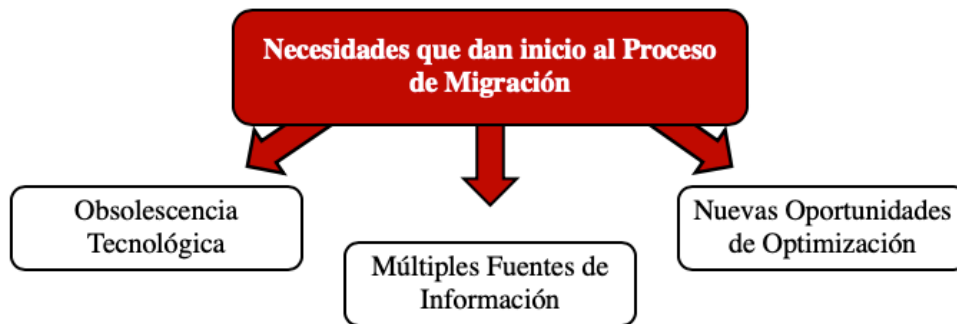 Necesidades que dan inicio al Proceso
de Migración
Obsolescencia
Tecnológica
Múltiples Fuentes de
Información
Nuevas Oportunidades
de Optimización